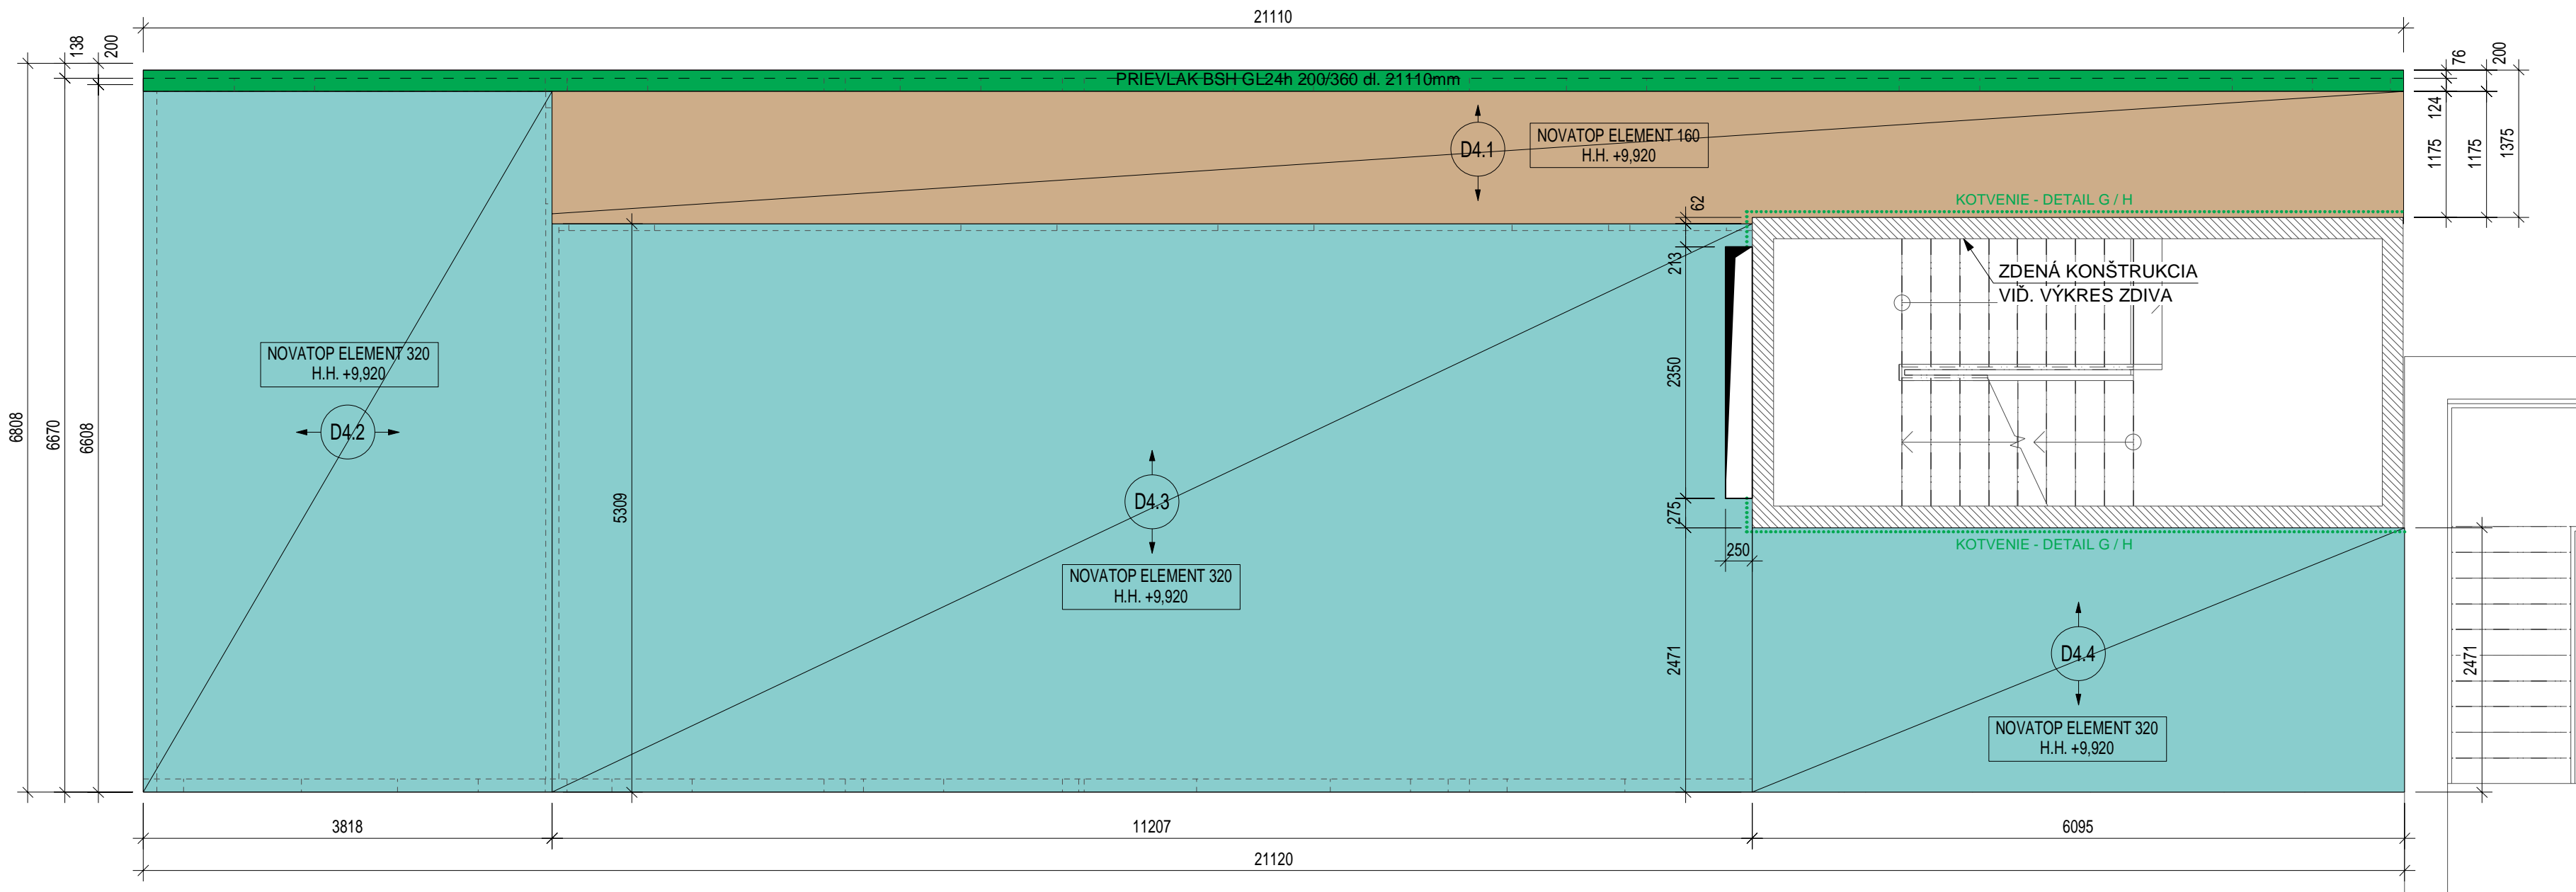 21110
138
200
76
200
PRIEVLAK BSH GL24h 200/360 dl. 21110mm
124
1175
1175
1375
D4.1
NOVATOP ELEMENT 160
H.H. +9,920
KOTVENIE - DETAIL G / H
62
213
ZDENÁ KONŠTRUKCIA
VIĎ. VÝKRES ZDIVA
NOVATOP ELEMENT 320
H.H. +9,920
D4.2
6808
6670
6608
2350
5309
D4.3
275
250
KOTVENIE - DETAIL G / H
NOVATOP ELEMENT 320
H.H. +9,920
2471
D4.4
2471
NOVATOP ELEMENT 320
H.H. +9,920
3818
11207
6095
21120